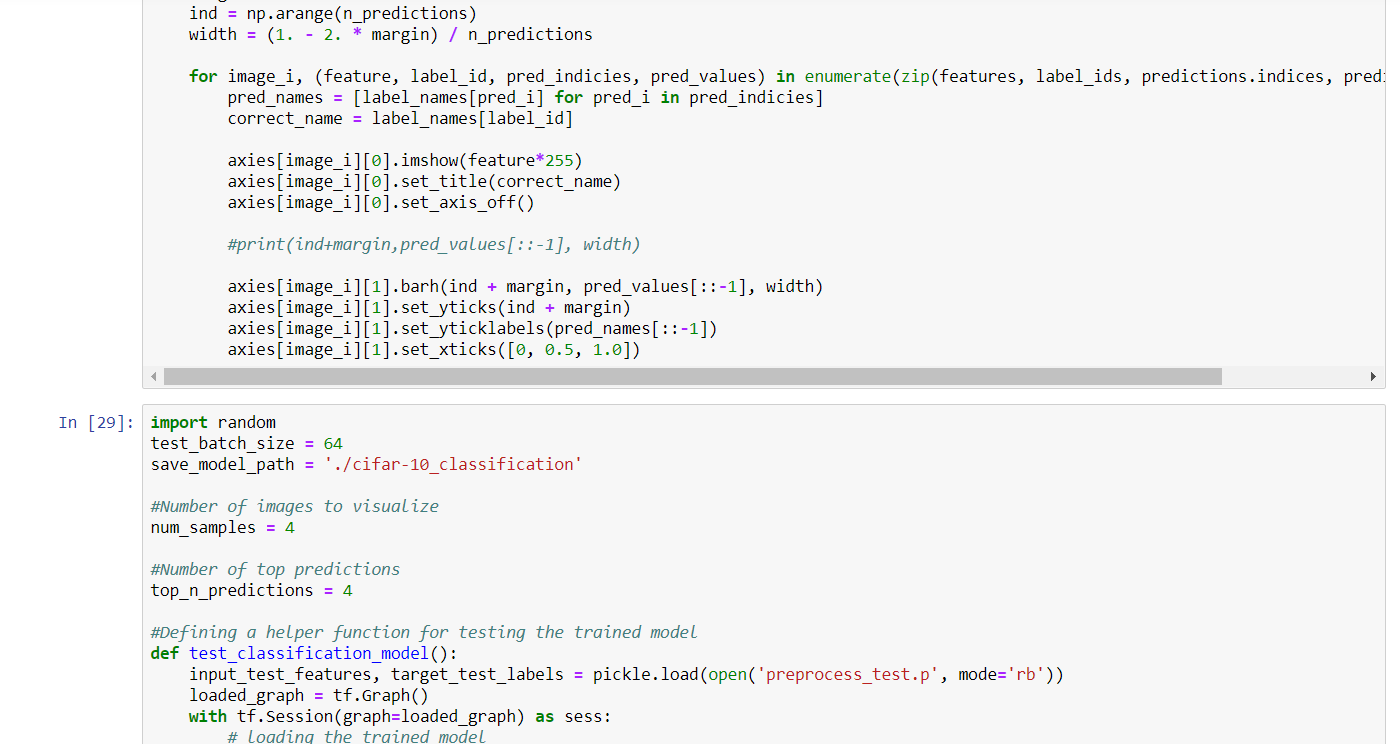 ind = np.arange(n_predictions)
width = (1. - 2. * margin) / n_predictions
for image_i, (feature, label_id, pred_indicies, pred_values) in enumerate(zip(features, label_ids, predictions.indices, pred
pred_names = [label_names[pred_i] for pred_i in pred_indicies]
correct_name = label_names[label_id]
axies[image_i][0].imshow(feature*255)
axies[image_i][0].set_title(correct_name)
axies[image_i][0].set_axis_off()
#print(ind+margin,pred_values[::-1], width)
axies[image_i][1].barh(ind + margin, pred_values[::-1], width)
axies[image_i][1].set_yticks(ind + margin)
axies[image_i][1].set_yticklabels(pred_names[::-1])
axies[image_i][1].set_xticks([0, 0.5, 1.0])
In [29]: import random
test_batch_size = 64
save_model_path = './cifar-10_classification'
#Number of images to visualize
num_samples = 4
#Number of top predictions
top_n_predictions = 4
#Defining a helper function for testing the trained model
def test_classification_model():
input_test_features, target_test_labels = pickle.load(open('preprocess_test.p', mode='rb'))
loaded_graph = tf.Graph()
with tf.Session(graph=loaded_graph) as sess:
# loading the trained model